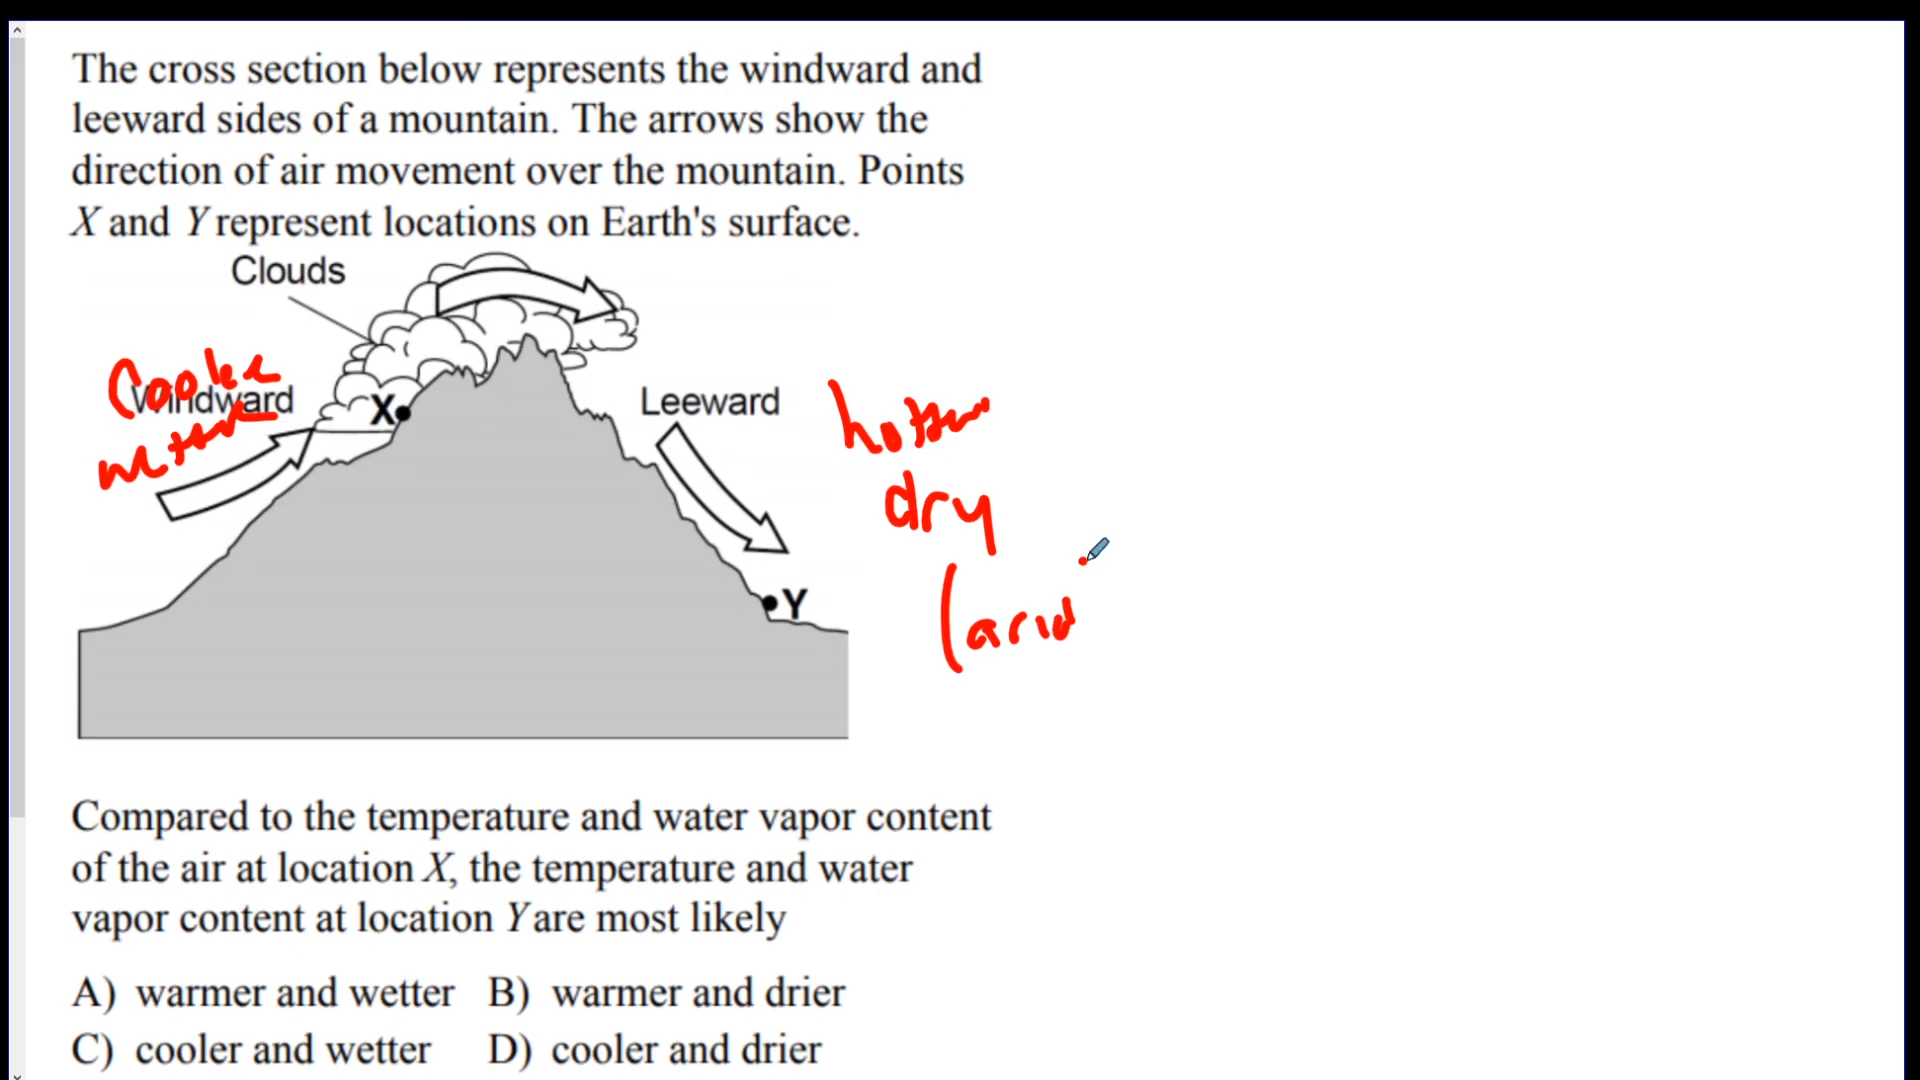 The cross section below represents the windward and
leeward sides of a mountain. The arrows show the
direction of air movement over the mountain. Points
X and Y represent locations on Earth's surface.
Clouds
Cooler
Windward
wetter
X
Leeward
hotter
dry
(arid
Y
Compared to the temperature and water vapor content
of the air at location X, the temperature and water
vapor content at location Y are most likely
A) warmer and wetter B) warmer and drier
C) cooler and wetter D) cooler and drier